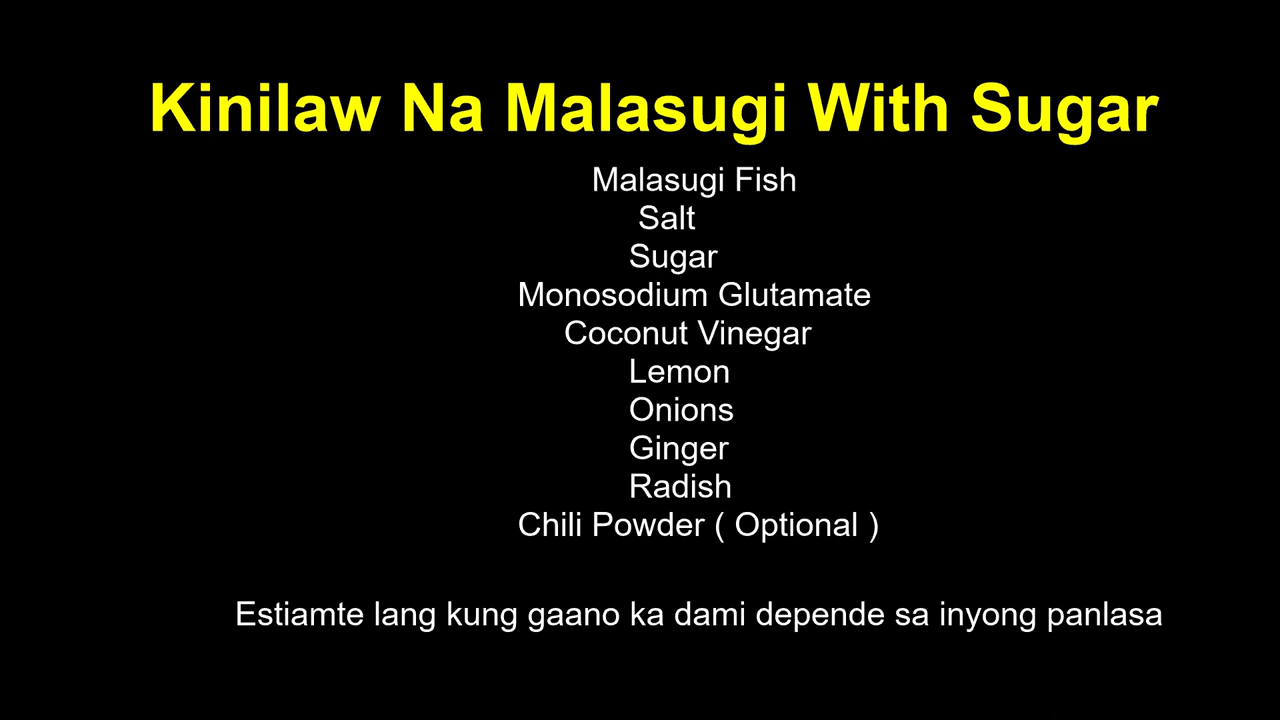 Kinilaw Na Malasugi With Sugar
Malasugi Fish
Salt
Sugar
Monosodium Glutamate
Coconut Vinegar
Lemon
Onions
Ginger
Radish
Chili Powder ( Optional )
Estiamte lang kung gaano ka dami depende sa inyong panlasa